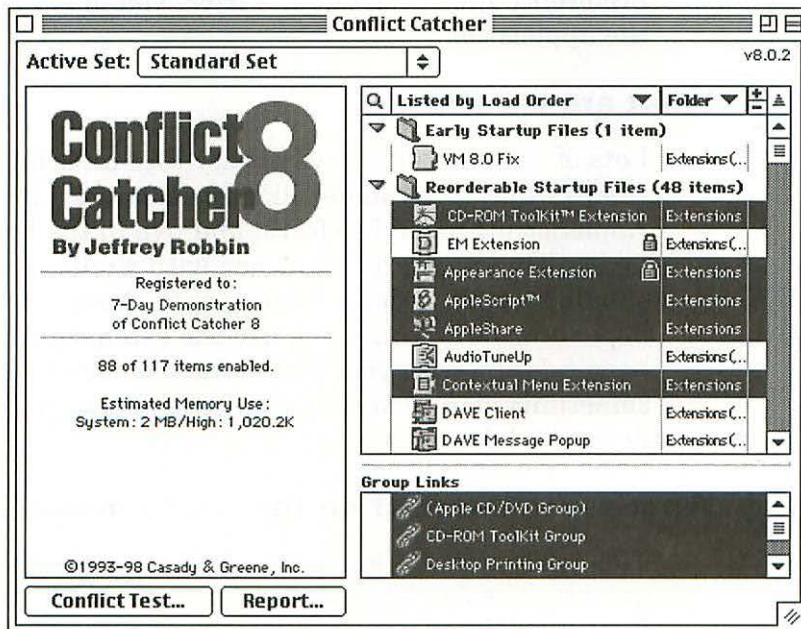 Conflict Catcher
Active Set: Standard Set
v8.0.2
Conflict
Catcher 8
By Jeffrey Robbin
Registered to:
7-Day Demonstration
of Conflict Catcher 8
88 of 117 items enabled.
Estimated Memory Use:
System: 2 MB/High: 1,020.2K
©1993-98 Casady & Greene, Inc.
Conflict Test... Report...
Listed by Load Order Folder
Early Startup Files (1 item)
VM 8.0 Fix Extensions (..
Reorderable Startup Files (48 items)
CD-ROM ToolKit™ Extension Extensions
EM Extension Extensions (..
Appearance Extension Extensions
AppleScript™ Extensions
AppleShare Extensions
AudioTuneUp Extensions (..
Contextual Menu Extension Extensions
DAVE Client Extensions (..
DAVE Message Popup Extensions (..
Group Links
(Apple CD/DVD Group)
CD-ROM ToolKit Group
Desktop Printing Group